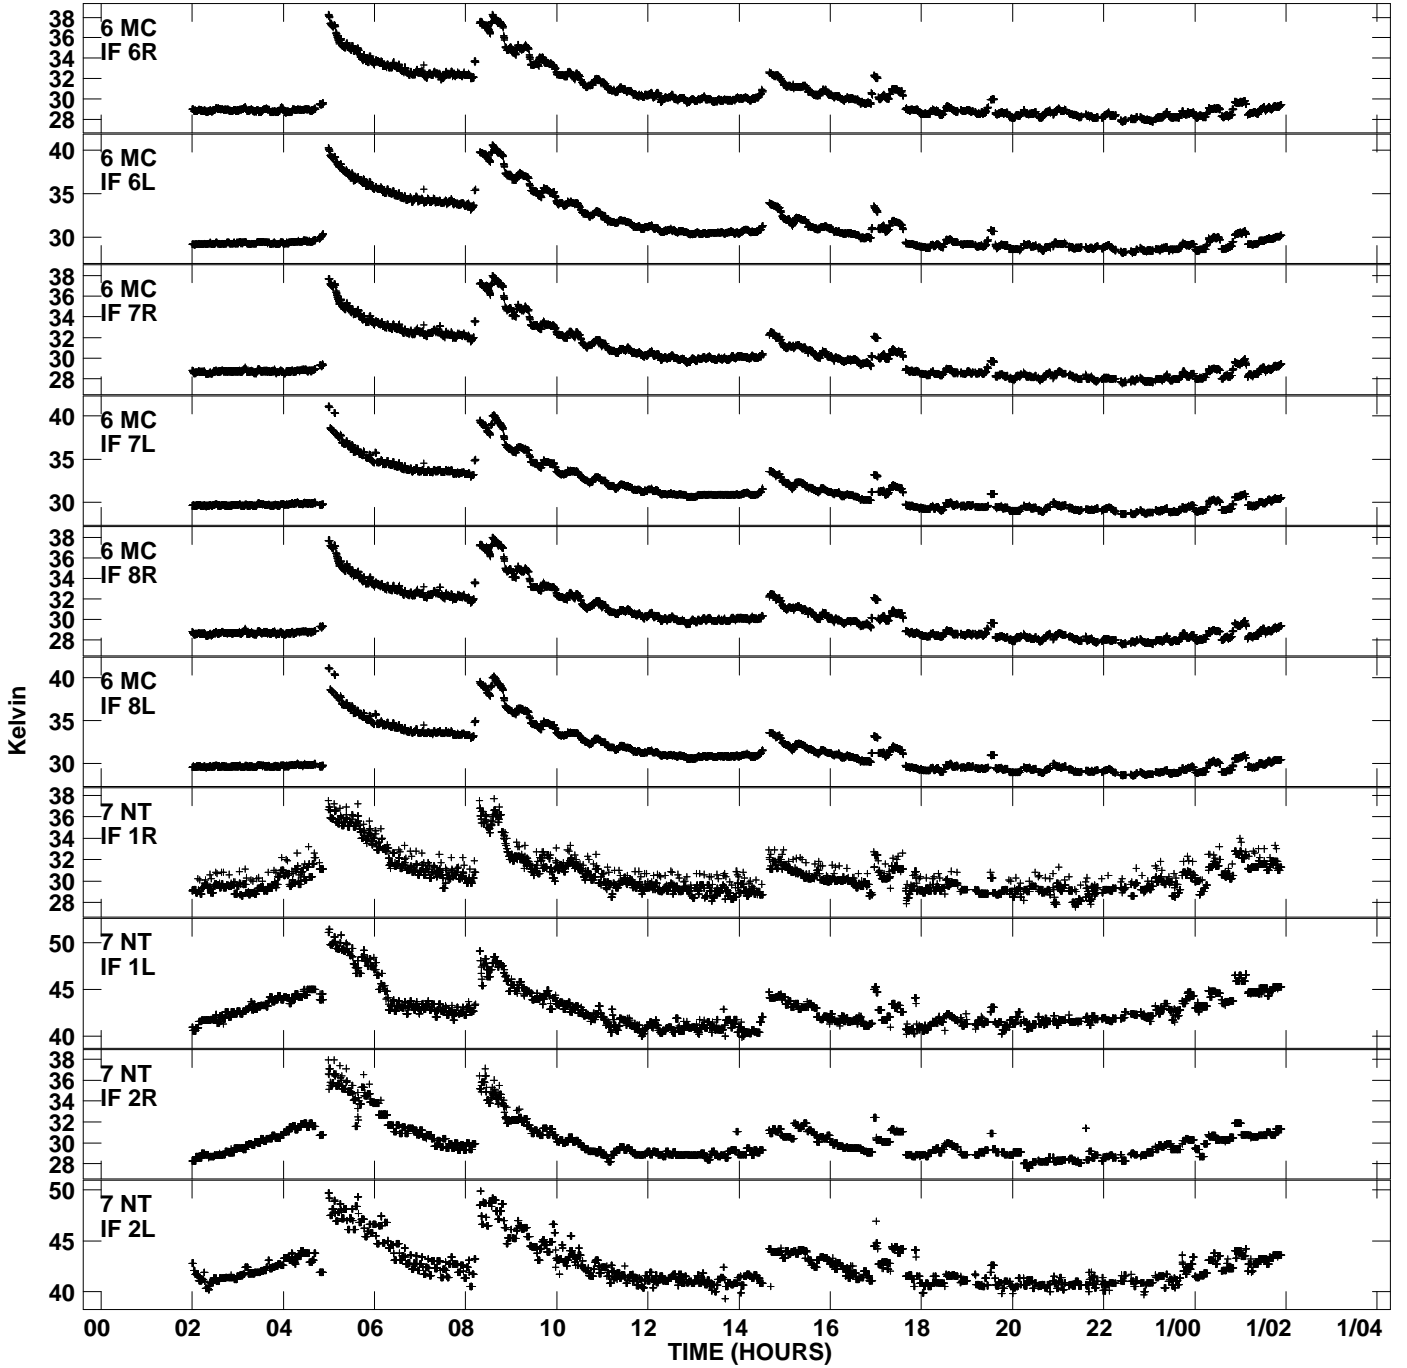 Kelvin
6 MC
IF 6R
38
36
34
32
30
28
6 MC
IF 6L
40
35
30
6 MC
IF 7R
38
36
34
32
30
28
6 MC
IF 7L
40
35
30
6 MC
IF 8R
38
36
34
32
30
28
6 MC
IF 8L
40
35
30
7 NT
IF 1R
38
36
34
32
30
28
7 NT
IF 1L
50
45
40
7 NT
IF 2R
38
36
34
32
30
28
7 NT
IF 2L
50
45
40
00 02 04 06 08 10 12 14 16 18 20 22 1/00 1/02 1/04
TIME (HOURS)